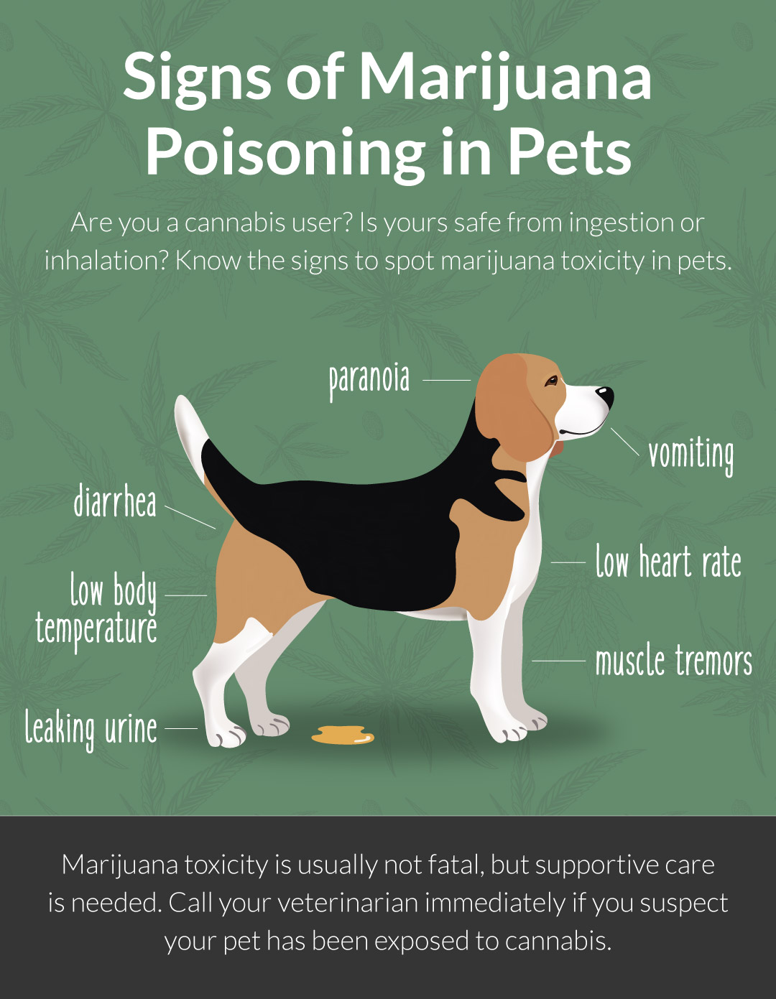 Signs of Marijuana
Poisoning in Pets
Are you a cannabis user? Is yours safe from ingestion or
inhalation? Know the signs to spot marijuana toxicity in pets.
paranoia
vomiting
diarrhea
low heart rate
low body
temperature
muscle tremors
leaking urine
Marijuana toxicity is usually not fatal, but supportive care
is needed. Call your veterinarian immediately if you suspect
your pet has been exposed to cannabis.